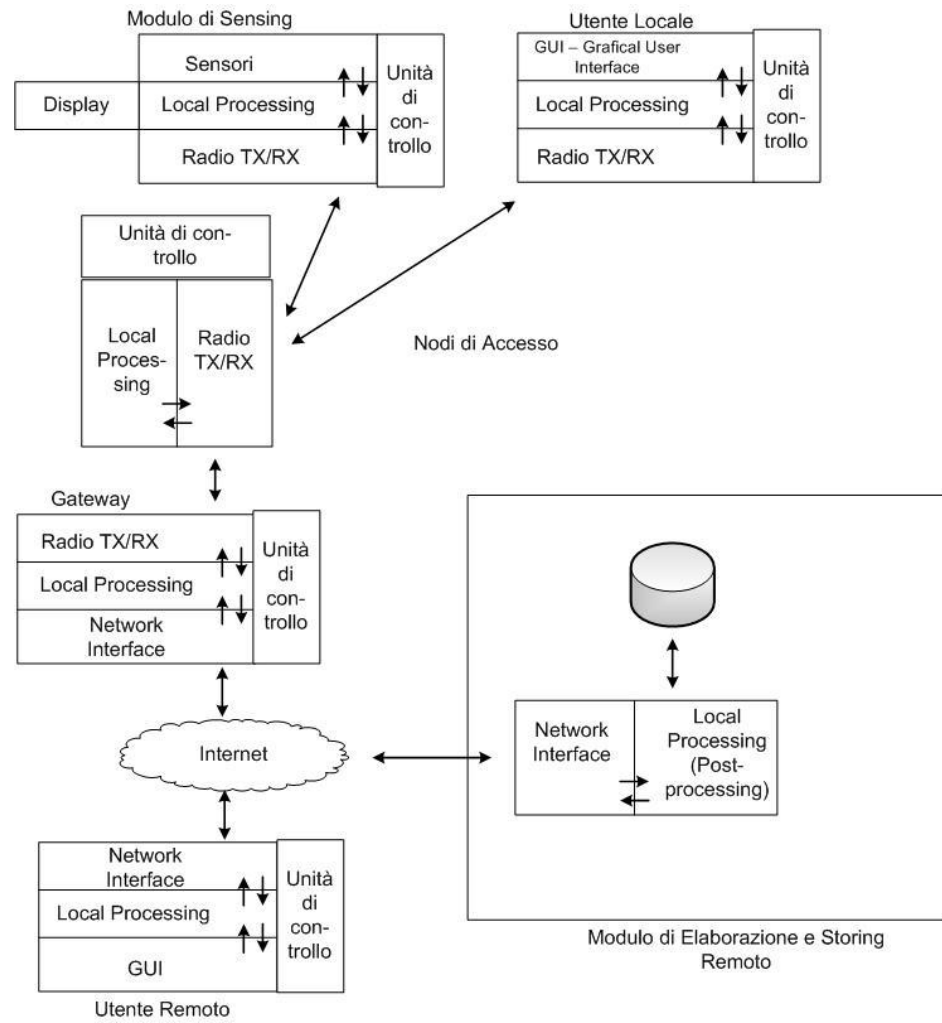 Modulo di Sensing
Sensori
Display
Local Processing
Radio TX/RX
Unità
di
con-
trollo
Utente Locale
GUI – Grafical User
Interface
Local Processing
Radio TX/RX
Unità
di
con-
trollo
Unità di con-
trollo
Local
Proces-
sing
Radio
TX/RX
Nodi di Accesso
Gateway
Radio TX/RX
Local Processing
Network
Interface
Unità
di
con-
trollo
Internet
Network
Interface
Local
Processing
(Post-
processing)
Modulo di Elaborazione e Storing
Remoto
Network
Interface
Local Processing
GUI
Unità
di
con-
trollo
Utente Remoto